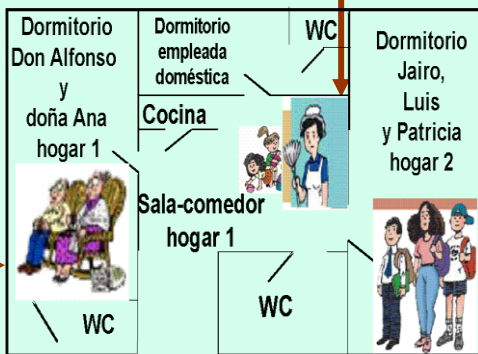 Dormitorio
Don Alfonso
y
doña Ana
hogar 1
Dormitorio
empleada
doméstica
WC
Cocina
Sala-comedor
hogar 1
Dormitorio
Jairo,
Luis
y Patricia
hogar 2
WC
WC